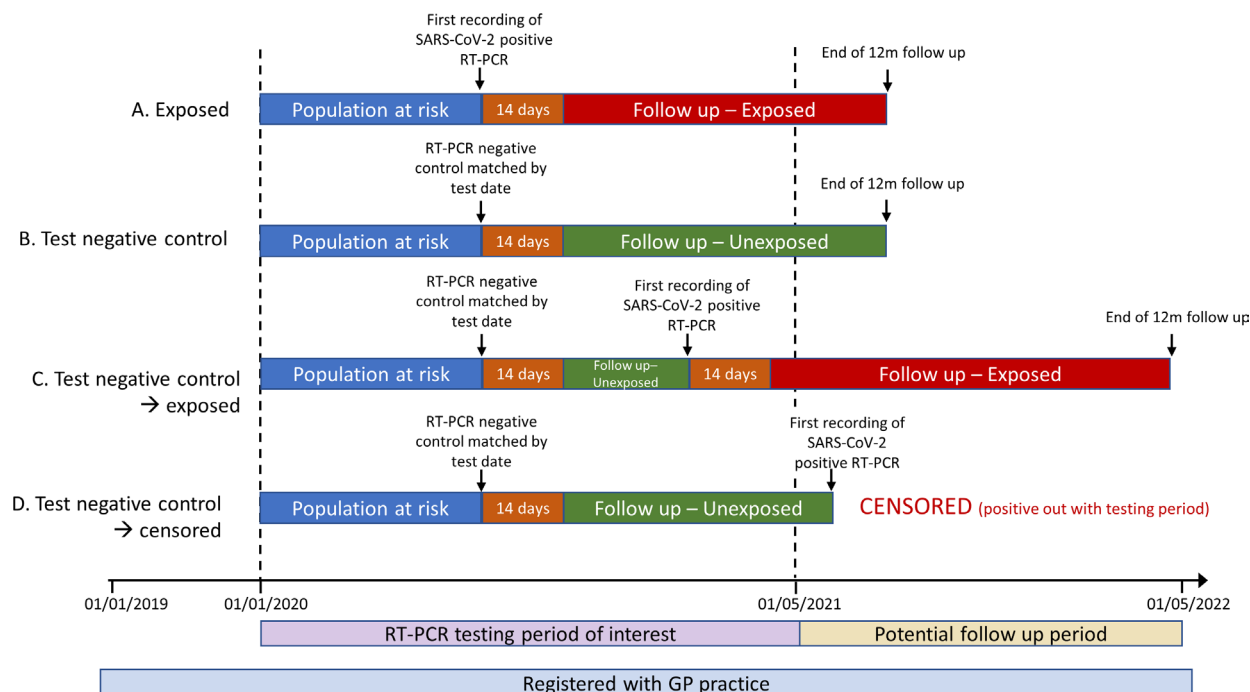 First recording of
SARS-CoV-2 positive
RT-PCR
End of 12m follow up
A. Exposed
Population at risk
14 days
Follow up – Exposed
RT-PCR negative
control matched by
test date
End of 12m follow up
B. Test negative control
Population at risk
14 days
Follow up – Unexposed
RT-PCR negative
control matched by
test date
First recording of
SARS-CoV-2 positive
RT-PCR
End of 12m follow up
C. Test negative control
→ exposed
Population at risk
14 days
Follow up–
Unexposed
14 days
Follow up – Exposed
RT-PCR negative
control matched by
test date
First recording of
SARS-CoV-2
positive RT-PCR
D. Test negative control
→ censored
Population at risk
14 days
Follow up – Unexposed
CENSORED (positive out with testing period)
01/01/2019
01/01/2020
01/05/2021
01/05/2022
RT-PCR testing period of interest
Potential follow up period
Registered with GP practice